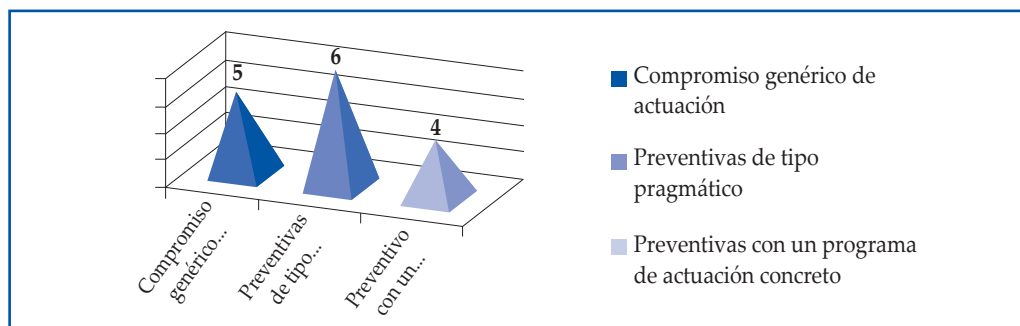 5
6
4
Compromiso
genérico...
Preventivas
de tipo...
Preventivo
con un...
Compromiso genérico de
actuación
Preventivas de tipo
pragmático
Preventivas con un programa
de actuación concreto